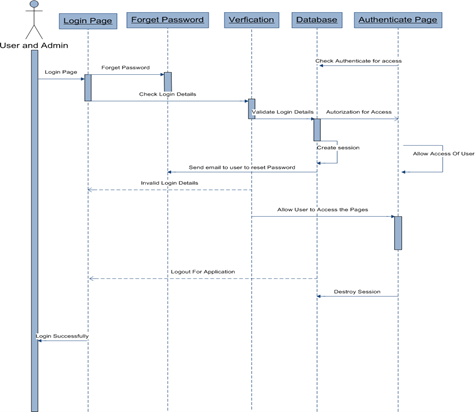 Login Page
Forget Password
Verfication
Database
Authenticate Page
User and Admin
Check Authenticate for access
Forget Password
Login Page
Check Login Details
Validate Login Details
Autorization for Access
Create session
Allow Access Of User
Send email to user to reset Password
Invalid Login Details
Allow User to Access the Pages
Logout For Application
Destroy Session
Login Successfully